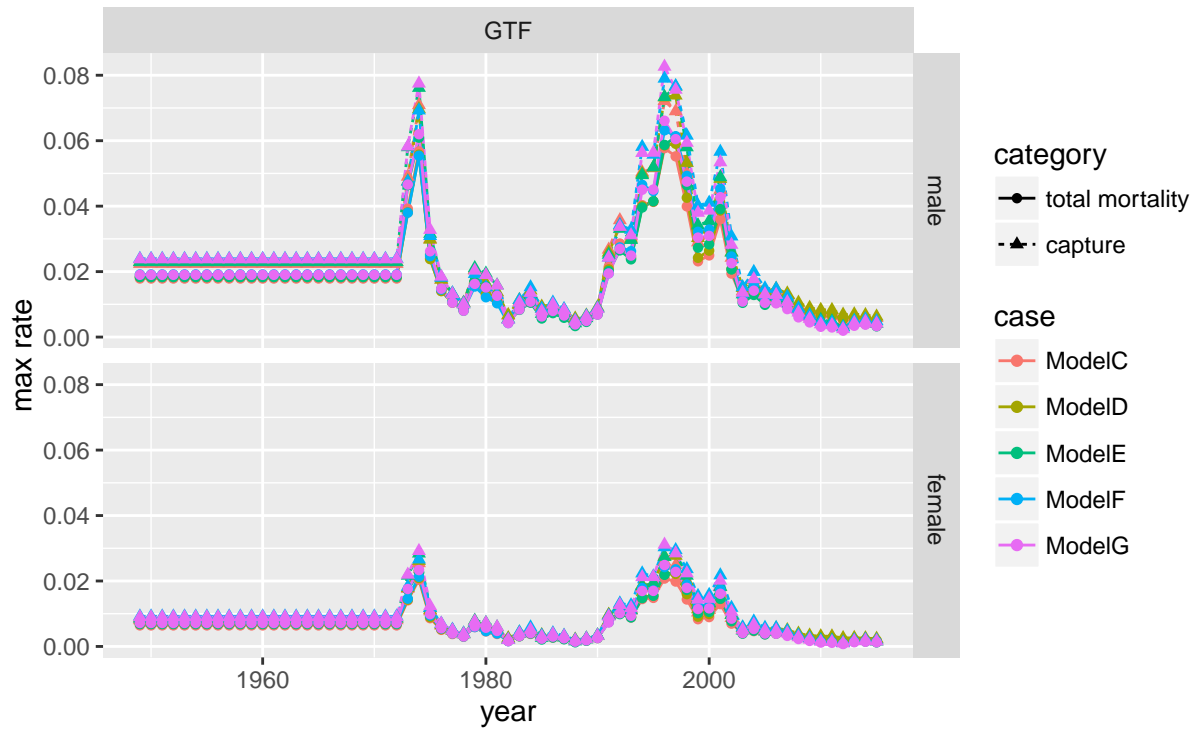 GTF
max rate
0.08
0.06
0.04
0.02
0.00
male
0.08
0.06
0.04
0.02
0.00
female
1960
1980
2000
year
category
total mortality
capture
case
ModelC
ModelD
ModelE
ModelF
ModelG